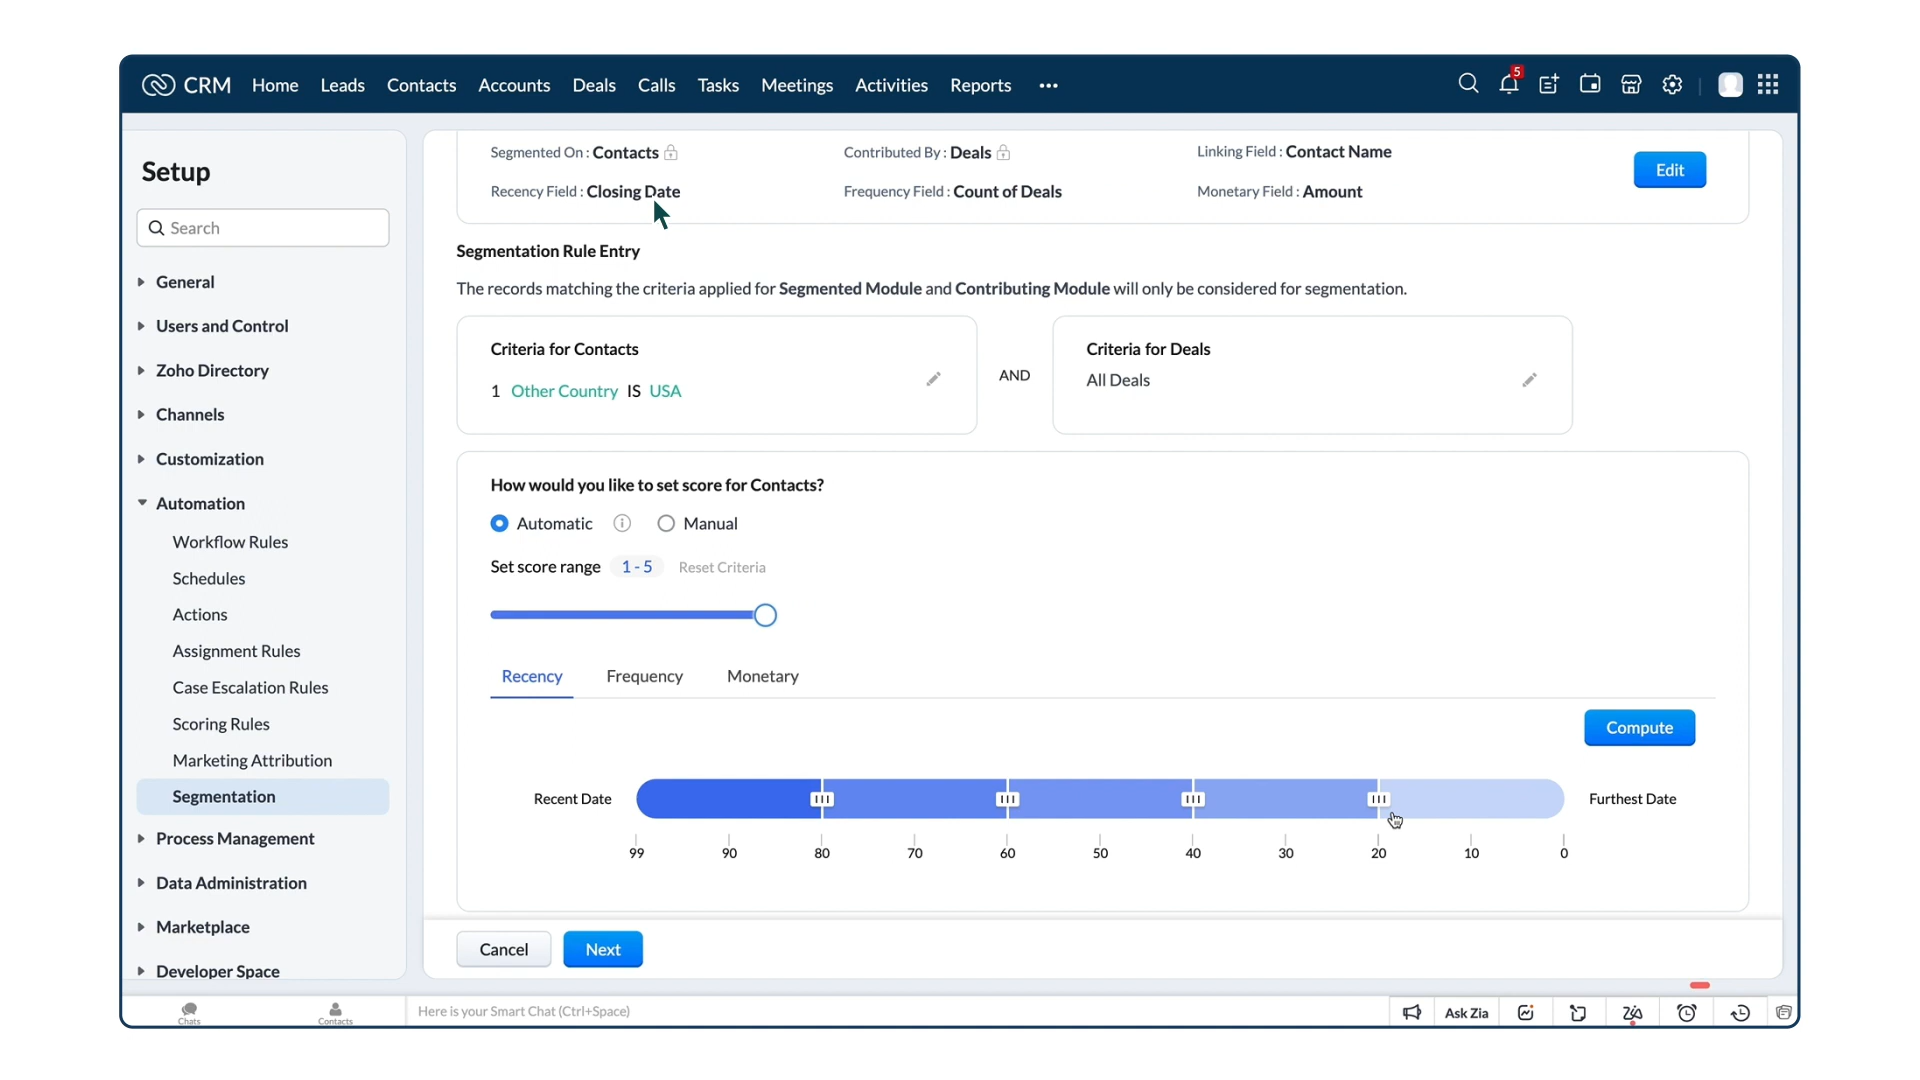 CRM Home Leads Contacts Accounts Deals Calls Tasks Meetings Activities Reports ••• 5
Setup
Search
General
Users and Control
Zoho Directory
Channels
Customization
Automation
Workflow Rules
Schedules
Actions
Assignment Rules
Case Escalation Rules
Scoring Rules
Marketing Attribution
Segmentation
Process Management
Data Administration
Marketplace
Developer Space
Segmented On : Contacts Contributed By : Deals Linking Field : Contact Name
Edit
Recency Field : Closing Date Frequency Field : Count of Deals Monetary Field : Amount
Segmentation Rule Entry
The records matching the criteria applied for Segmented Module and Contributing Module will only be considered for segmentation.
Criteria for Contacts
1 Other Country IS USA
AND
Criteria for Deals
All Deals
How would you like to set score for Contacts?
Automatic Manual
Set score range 1 - 5 Reset Criteria
Recency Frequency Monetary
Compute
Recent Date Furthest Date
99 90 80 70 60 50 40 30 20 10 0
Cancel Next
Chats Contacts Here is your Smart Chat (Ctrl+Space) Ask Zia